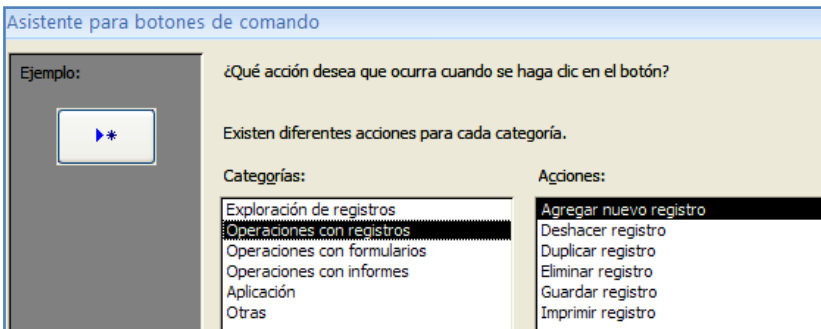 Asistente para botones de comando
Ejemplo:
¿Qué acción desea que ocurra cuando se haga clic en el botón?
Existen diferentes acciones para cada categoría.
Categorías:
Exploración de registros
Operaciones con registros
Operaciones con formularios
Operaciones con informes
Aplicación
Otras
Acciones:
Agregar nuevo registro
Deshacer registro
Duplicar registro
Eliminar registro
Guardar registro
Imprimir registro